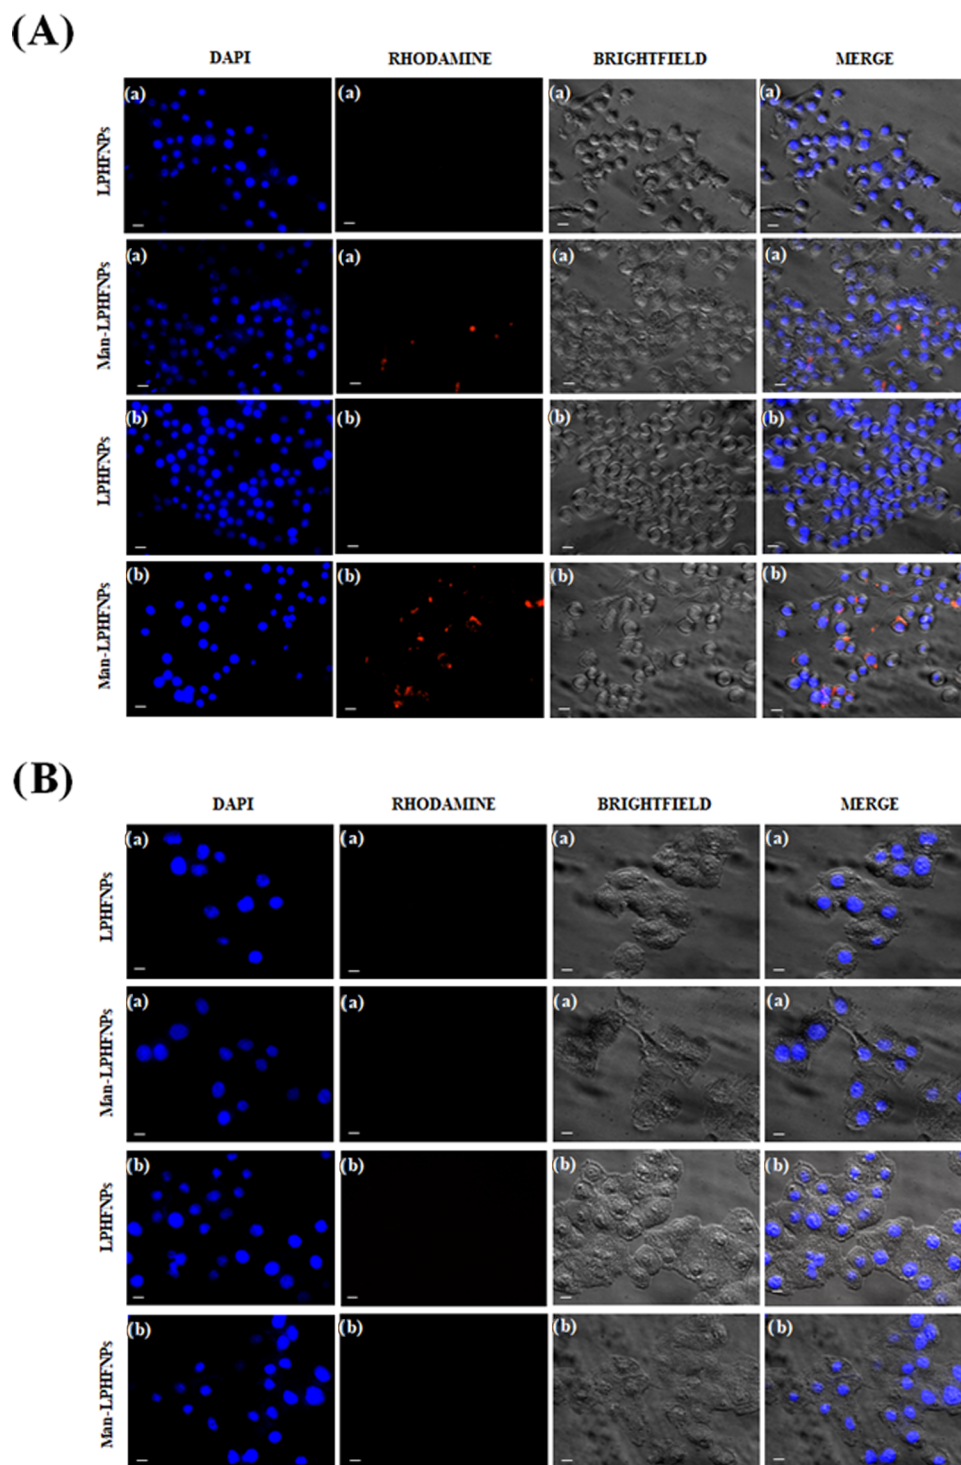 (A)
DAPI RHODAMINE BRIGHTFIELD MERGE
LPHFNPs (a) (a) (a) (a)
Man-LPHFNPs (a) (a) (a) (a)
LPHFNPs (b) (b) (b) (b)
Man-LPHFNPs (b) (b) (b) (b)
(B)
DAPI RHODAMINE BRIGHTFIELD MERGE
LPHFNPs (a) (a) (a) (a)
Man-LPHFNPs (a) (a) (a) (a)
LPHFNPs (b) (b) (b) (b)
Man-LPHFNPs (b) (b) (b) (b)